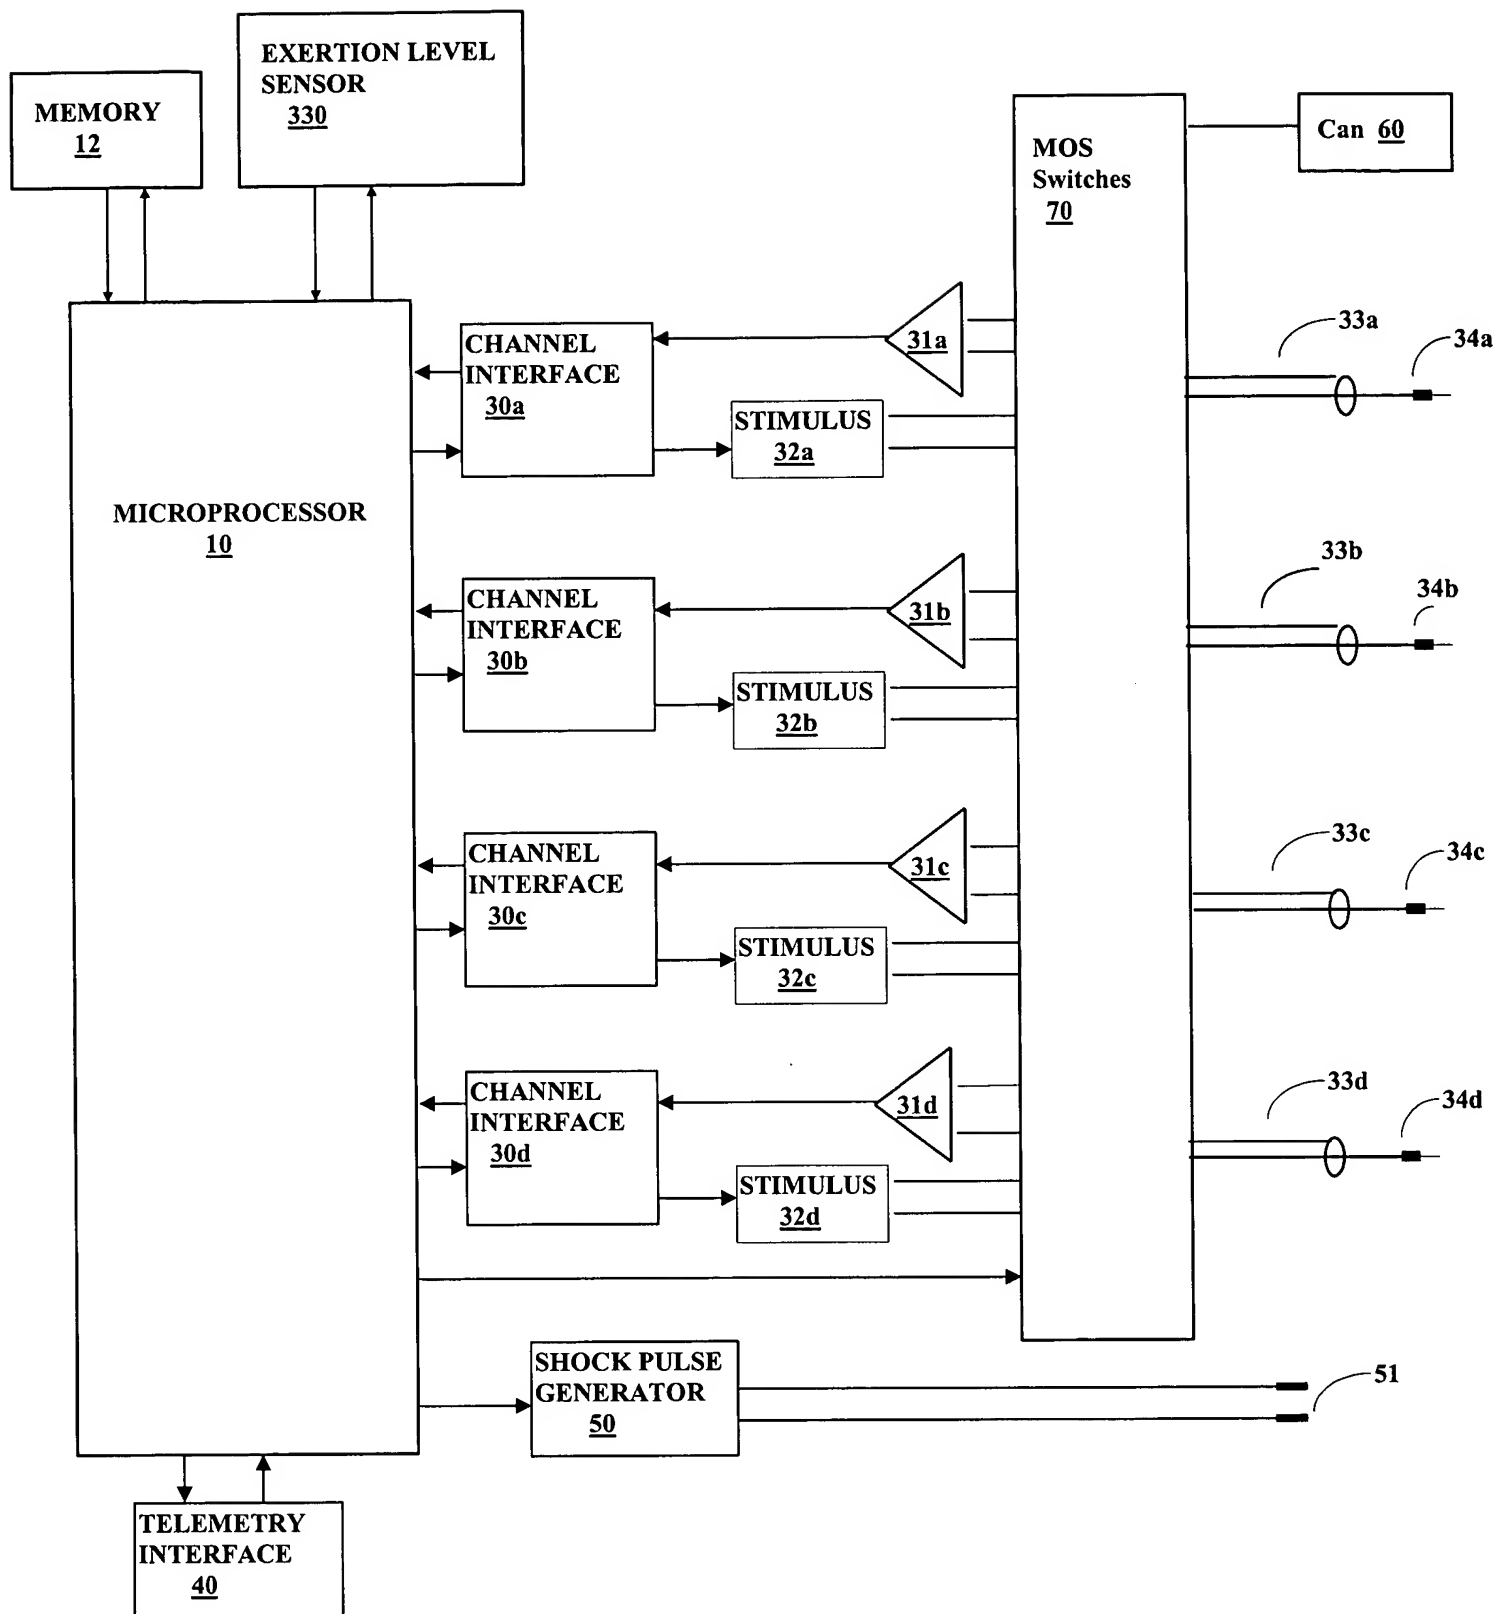 EXERTION LEVEL
SENSOR
330
MEMORY
12
MOS
Switches
70
Can 60
MICROPROCESSOR
10
CHANNEL
INTERFACE
30a
31a
STIMULUS
32a
33a
34a
CHANNEL
INTERFACE
30b
31b
STIMULUS
32b
33b
34b
CHANNEL
INTERFACE
30c
31c
STIMULUS
32c
33c
34c
CHANNEL
INTERFACE
30d
31d
STIMULUS
32d
33d
34d
SHOCK PULSE
GENERATOR
50
51
TELEMETRY
INTERFACE
40